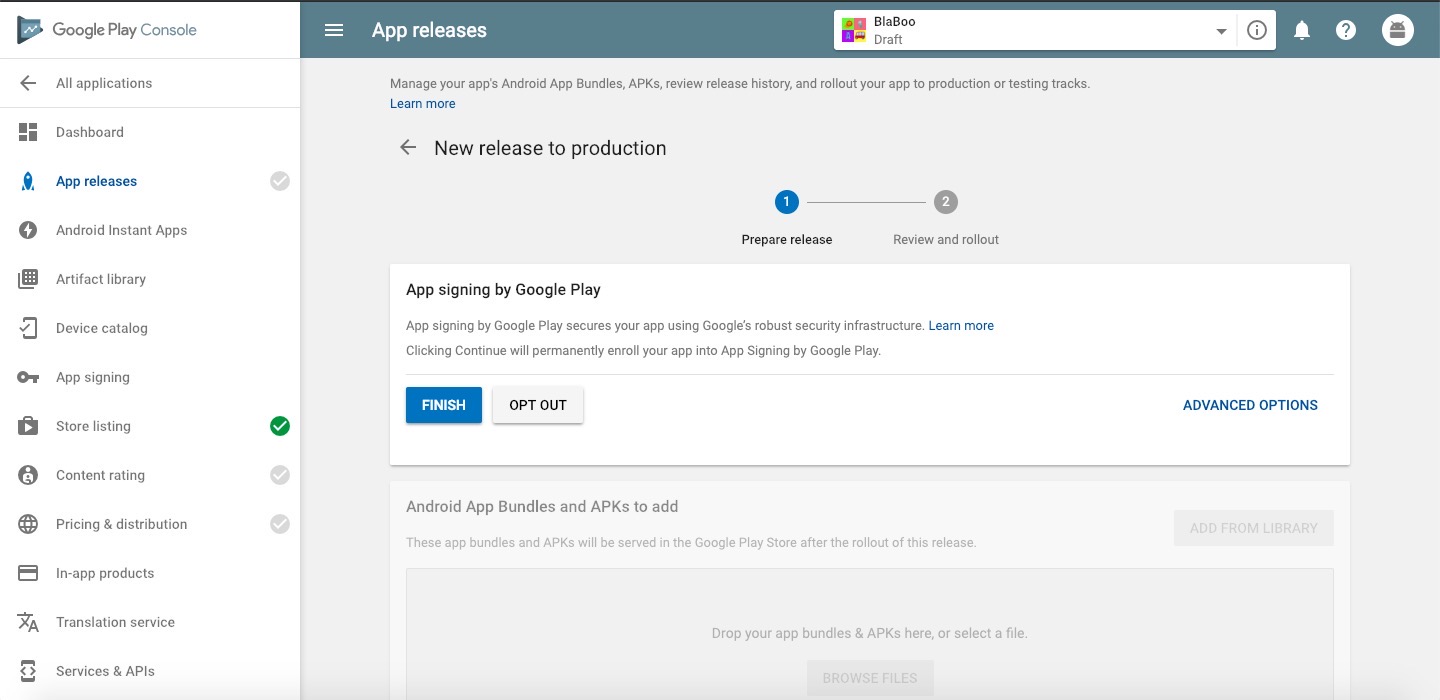 Google Play Console
App releases
BlaBoo
Draft
All applications
Dashboard
App releases
Android Instant Apps
Artifact library
Device catalog
App signing
Store listing
Content rating
Pricing & distribution
In-app products
Translation service
Services & APIs
Manage your app's Android App Bundles, APKs, review release history, and rollout your app to production or testing tracks.
Learn more
New release to production
1
2
Prepare release
Review and rollout
App signing by Google Play
App signing by Google Play secures your app using Google’s robust security infrastructure. Learn more
Clicking Continue will permanently enroll your app into App Signing by Google Play.
FINISH
OPT OUT
ADVANCED OPTIONS
Android App Bundles and APKs to add
ADD FROM LIBRARY
These app bundles and APKs will be served in the Google Play Store after the rollout of this release.
Drop your app bundles & APKs here, or select a file.
BROWSE FILES